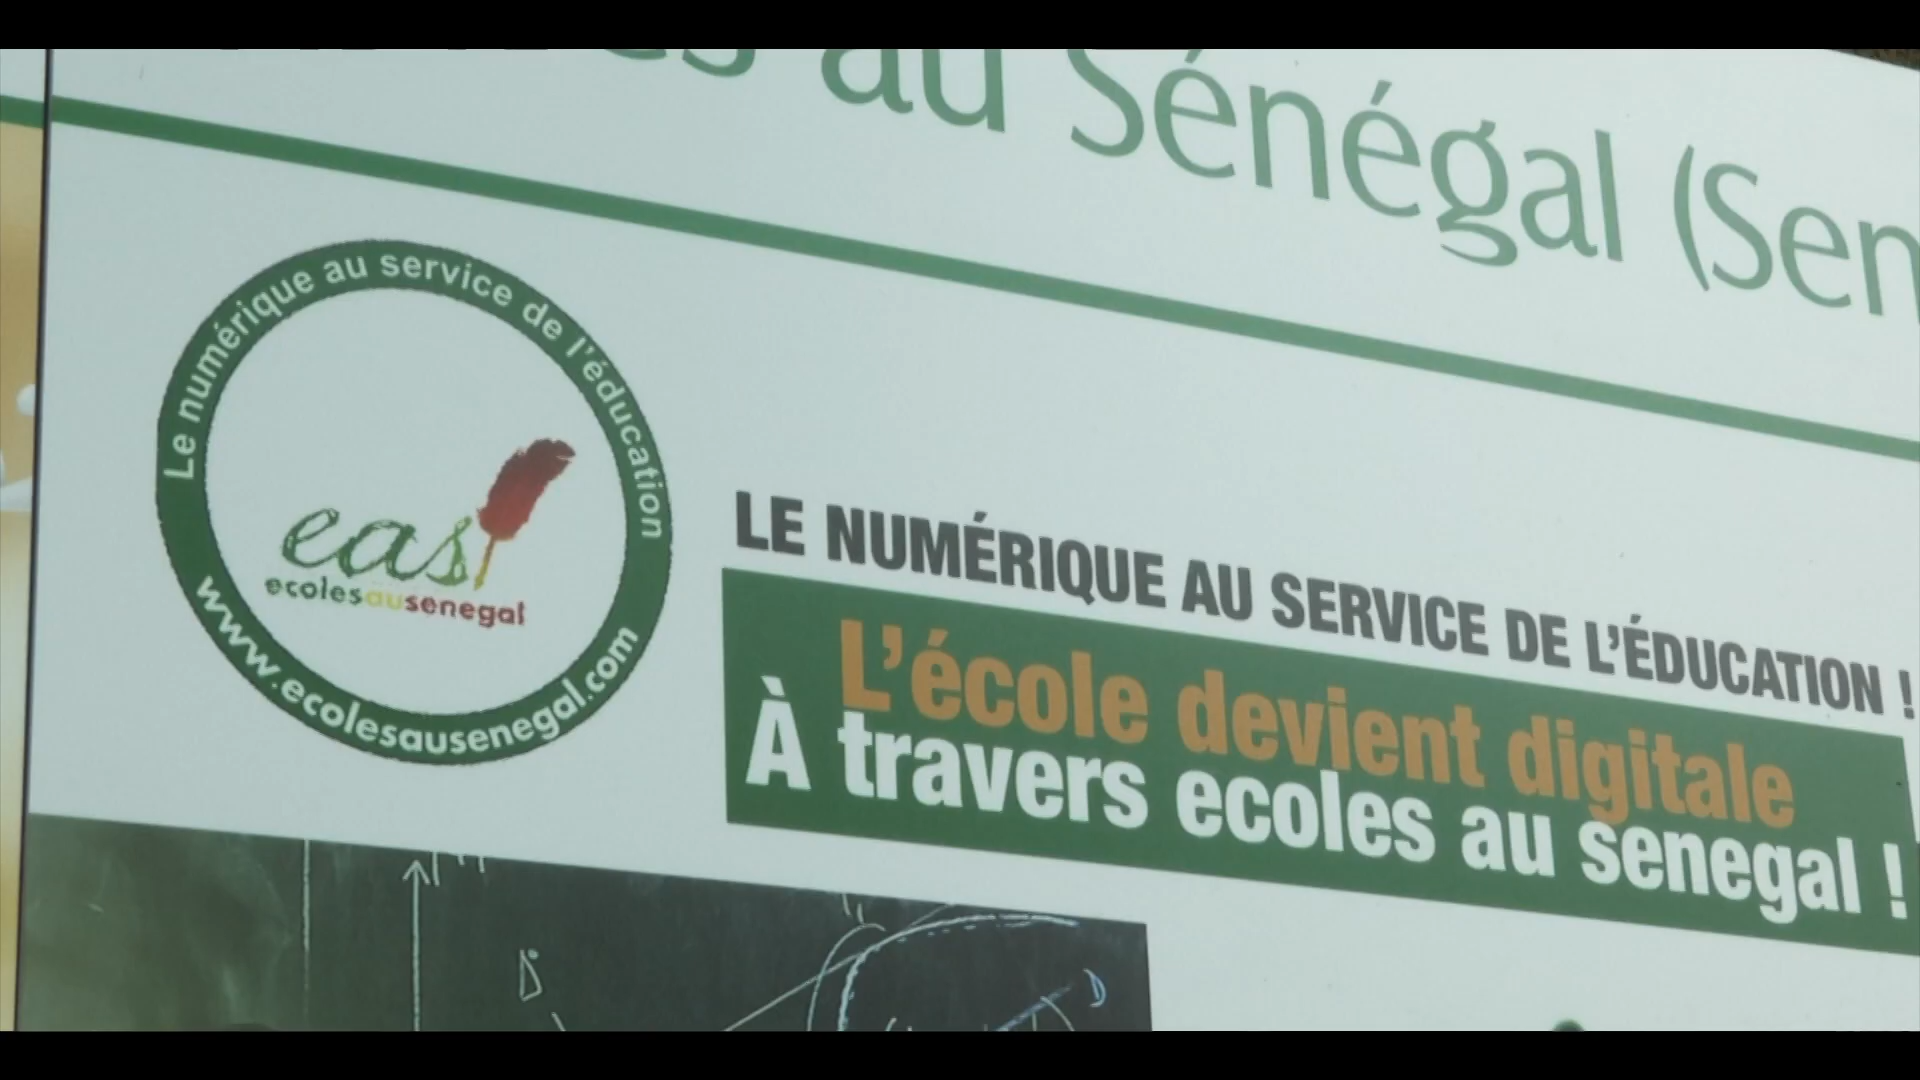 au Sénégal (Sen
Le numérique au service de l'éducation
eas
ecolesausenegal
www.ecolesausenegal.com
LE NUMÉRIQUE AU SERVICE DE L'ÉDUCATION !
L'école devient digitale
À travers ecoles au senegal !
D
D